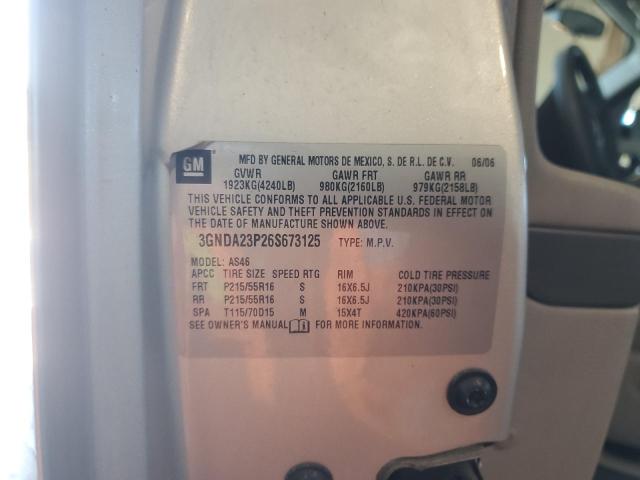 GM MFD BY GENERAL MOTORS DE MEXICO, S. DE R.L. DE C.V. 06/06
GVWR GAWR FRT GAWR RR
1923KG(4240LB) 980KG(2160LB) 979KG(2158LB)
THIS VEHICLE CONFORMS TO ALL APPLICABLE U.S. FEDERAL MOTOR
VEHICLE SAFETY AND THEFT PREVENTION STANDARDS IN EFFECT ON
THE DATE OF MANUFACTURE SHOWN ABOVE.
3GNDA23P26S673125 TYPE: M.P.V.
MODEL: AS46
APCC TIRE SIZE SPEED RTG RIM COLD TIRE PRESSURE
FRT P215/55R16 S 16X6.5J 210KPA(30PSI)
RR P215/55R16 S 16X6.5J 210KPA(30PSI)
SPA T115/70D15 M 15X4T 420KPA(60PSI)
SEE OWNER'S MANUAL FOR MORE INFORMATION.